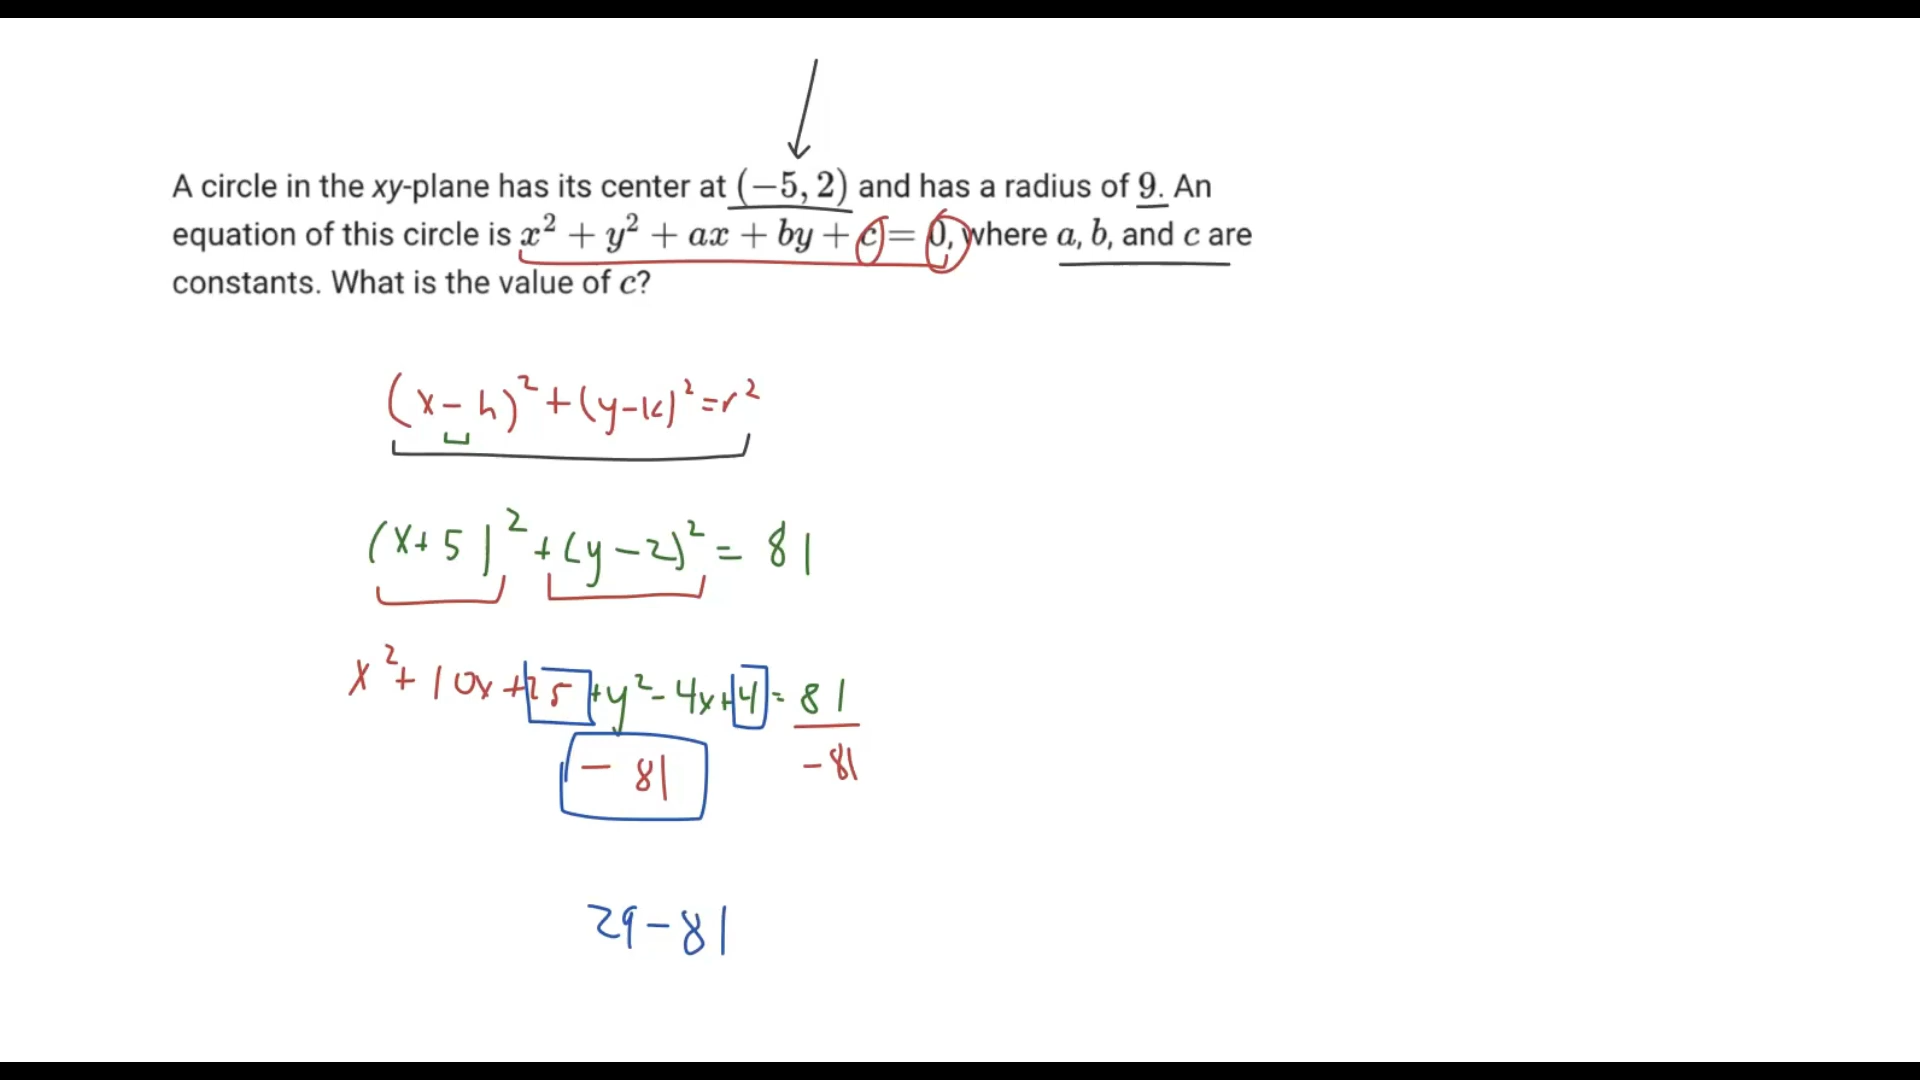 A circle in the xy-plane has its center at (−5, 2) and has a radius of 9. An
equation of this circle is x² + y² + ax + by + c = 0, where a, b, and c are
constants. What is the value of c?
(x - h)² + (y - k)² = r²
(x + 5)² + (y - 2)² = 81
x² + 10x + 25 + y² - 4x + 4 = 81
- 81 - 81
29 - 81